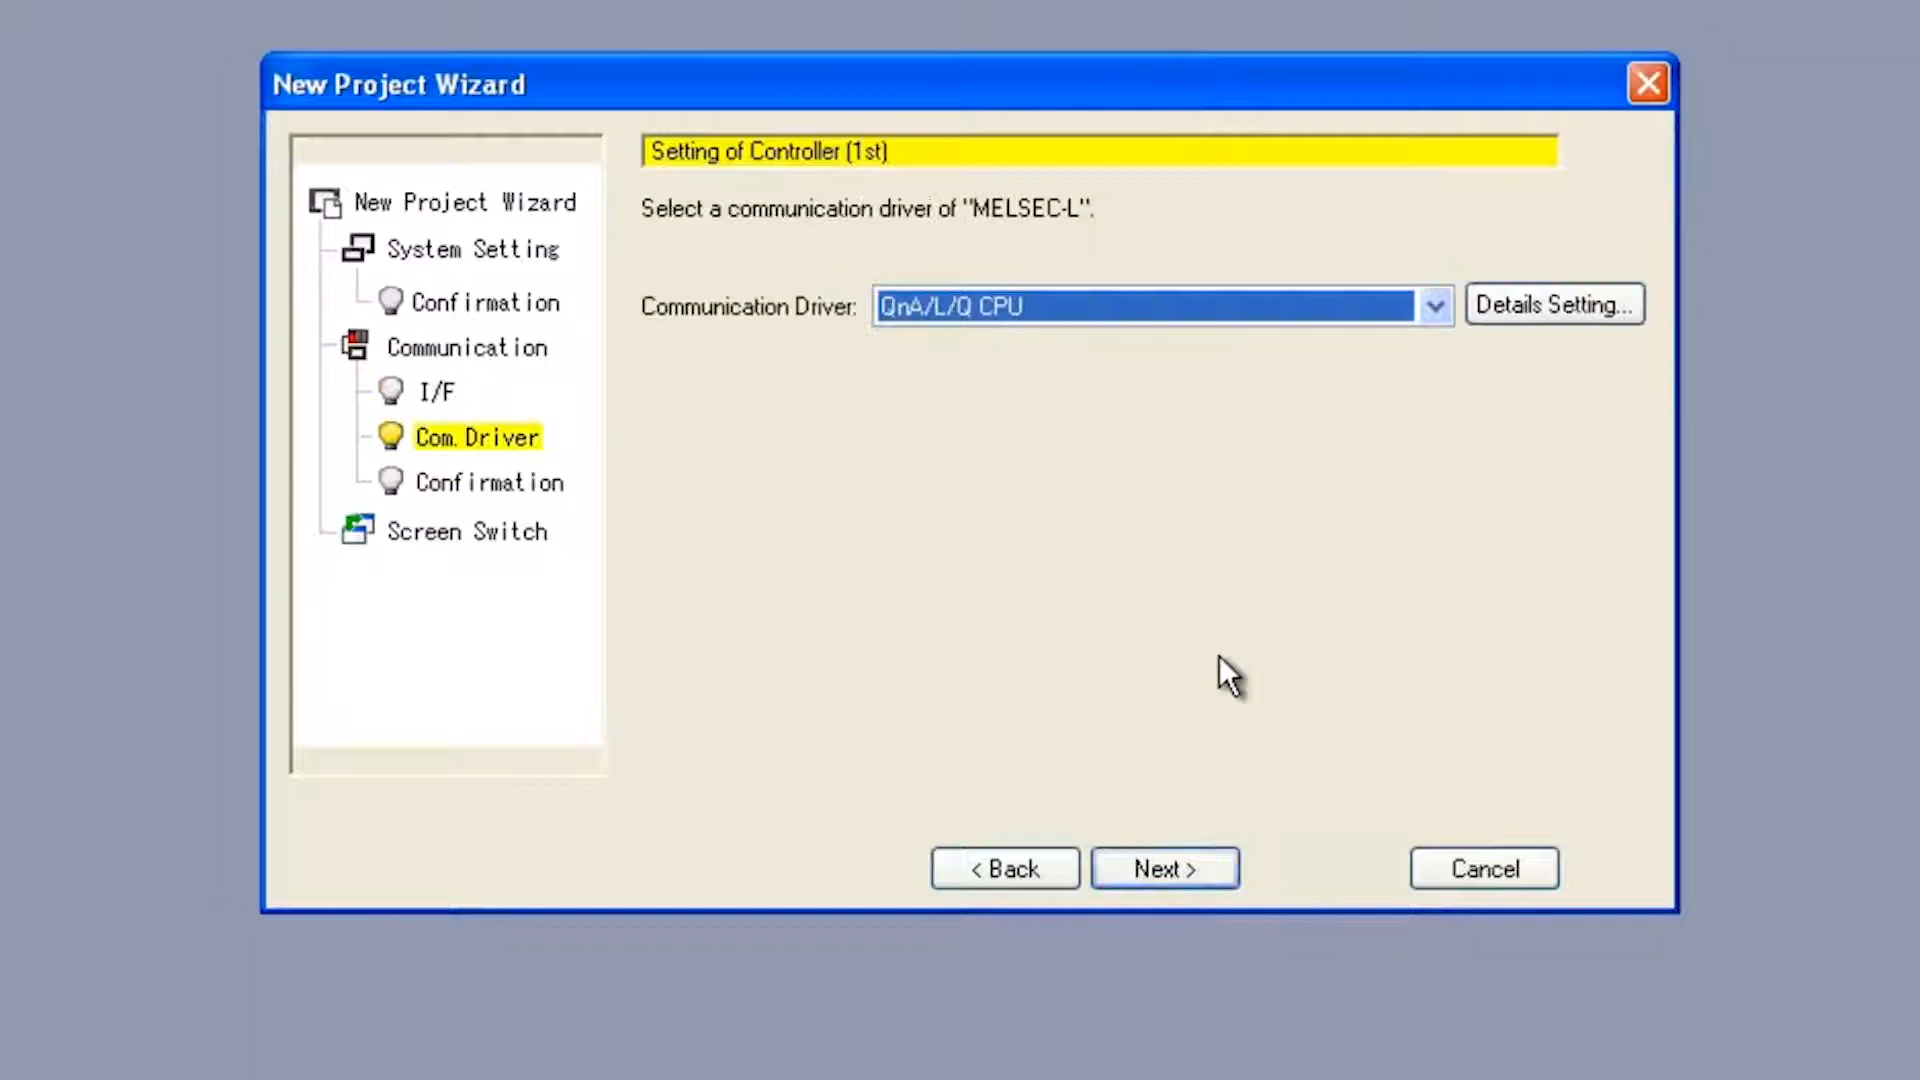 New Project Wizard
New Project Wizard
System Setting
Confirmation
Communication
I/F
Com. Driver
Confirmation
Screen Switch
Setting of Controller (1st)
Select a communication driver of "MELSEC-L".
Communication Driver: QnA/L/Q CPU Details Setting...
< Back Next > Cancel